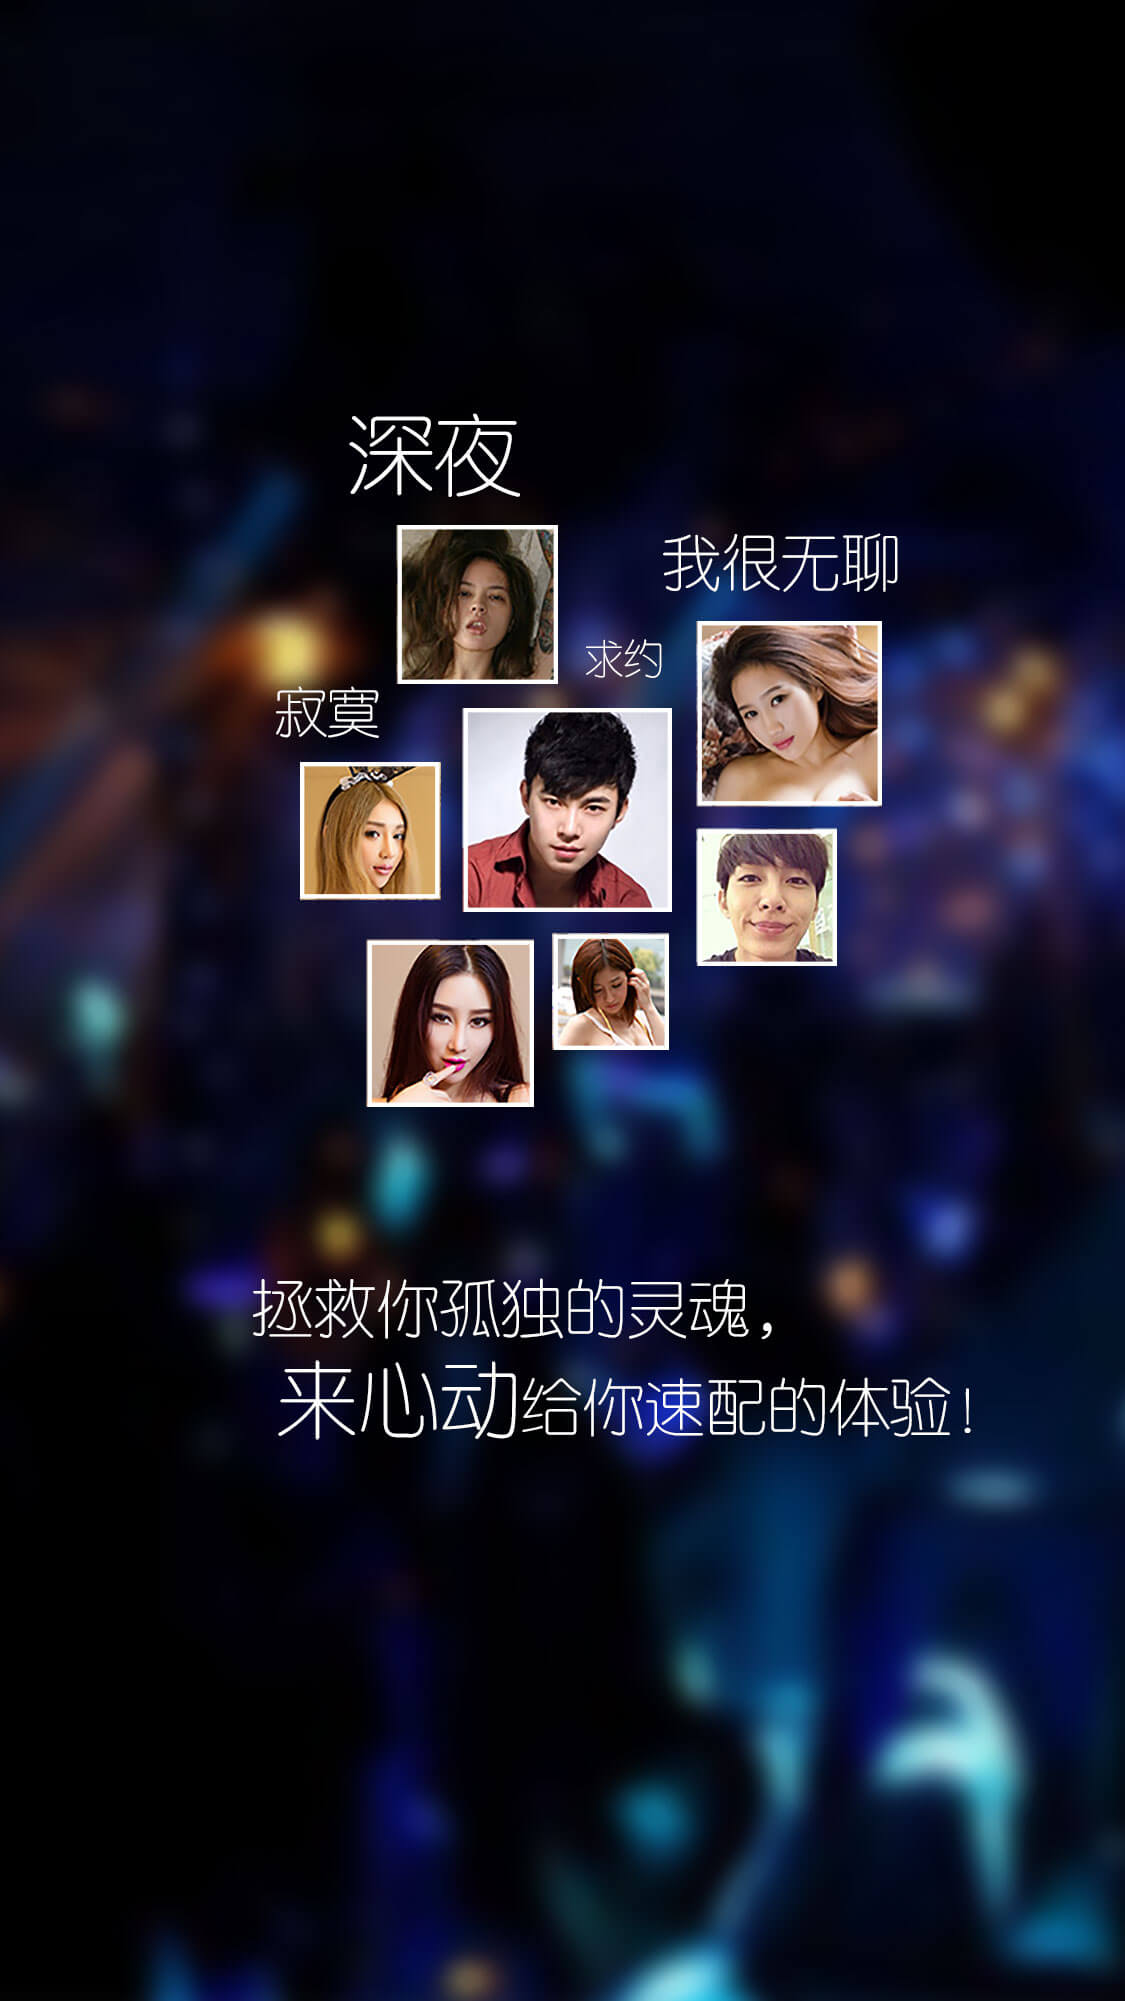 深夜
我很无聊
求约
寂寞
拯救你孤独的灵魂，
来心动给你速配的体验！